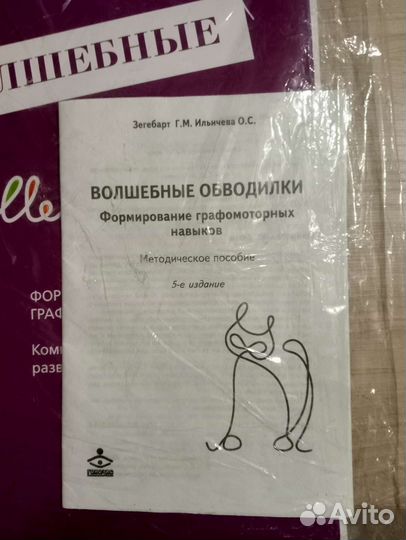 ЛШЕБНЫЕ
Зегебарт Г.М. Ильичева О.С.
ВОЛШЕБНЫЕ ОБВОДИЛКИ
Формирование графомоторных
навыков
Методическое пособие
5-е издание
ФОР
ГРАФ
Комп
разв
Avito